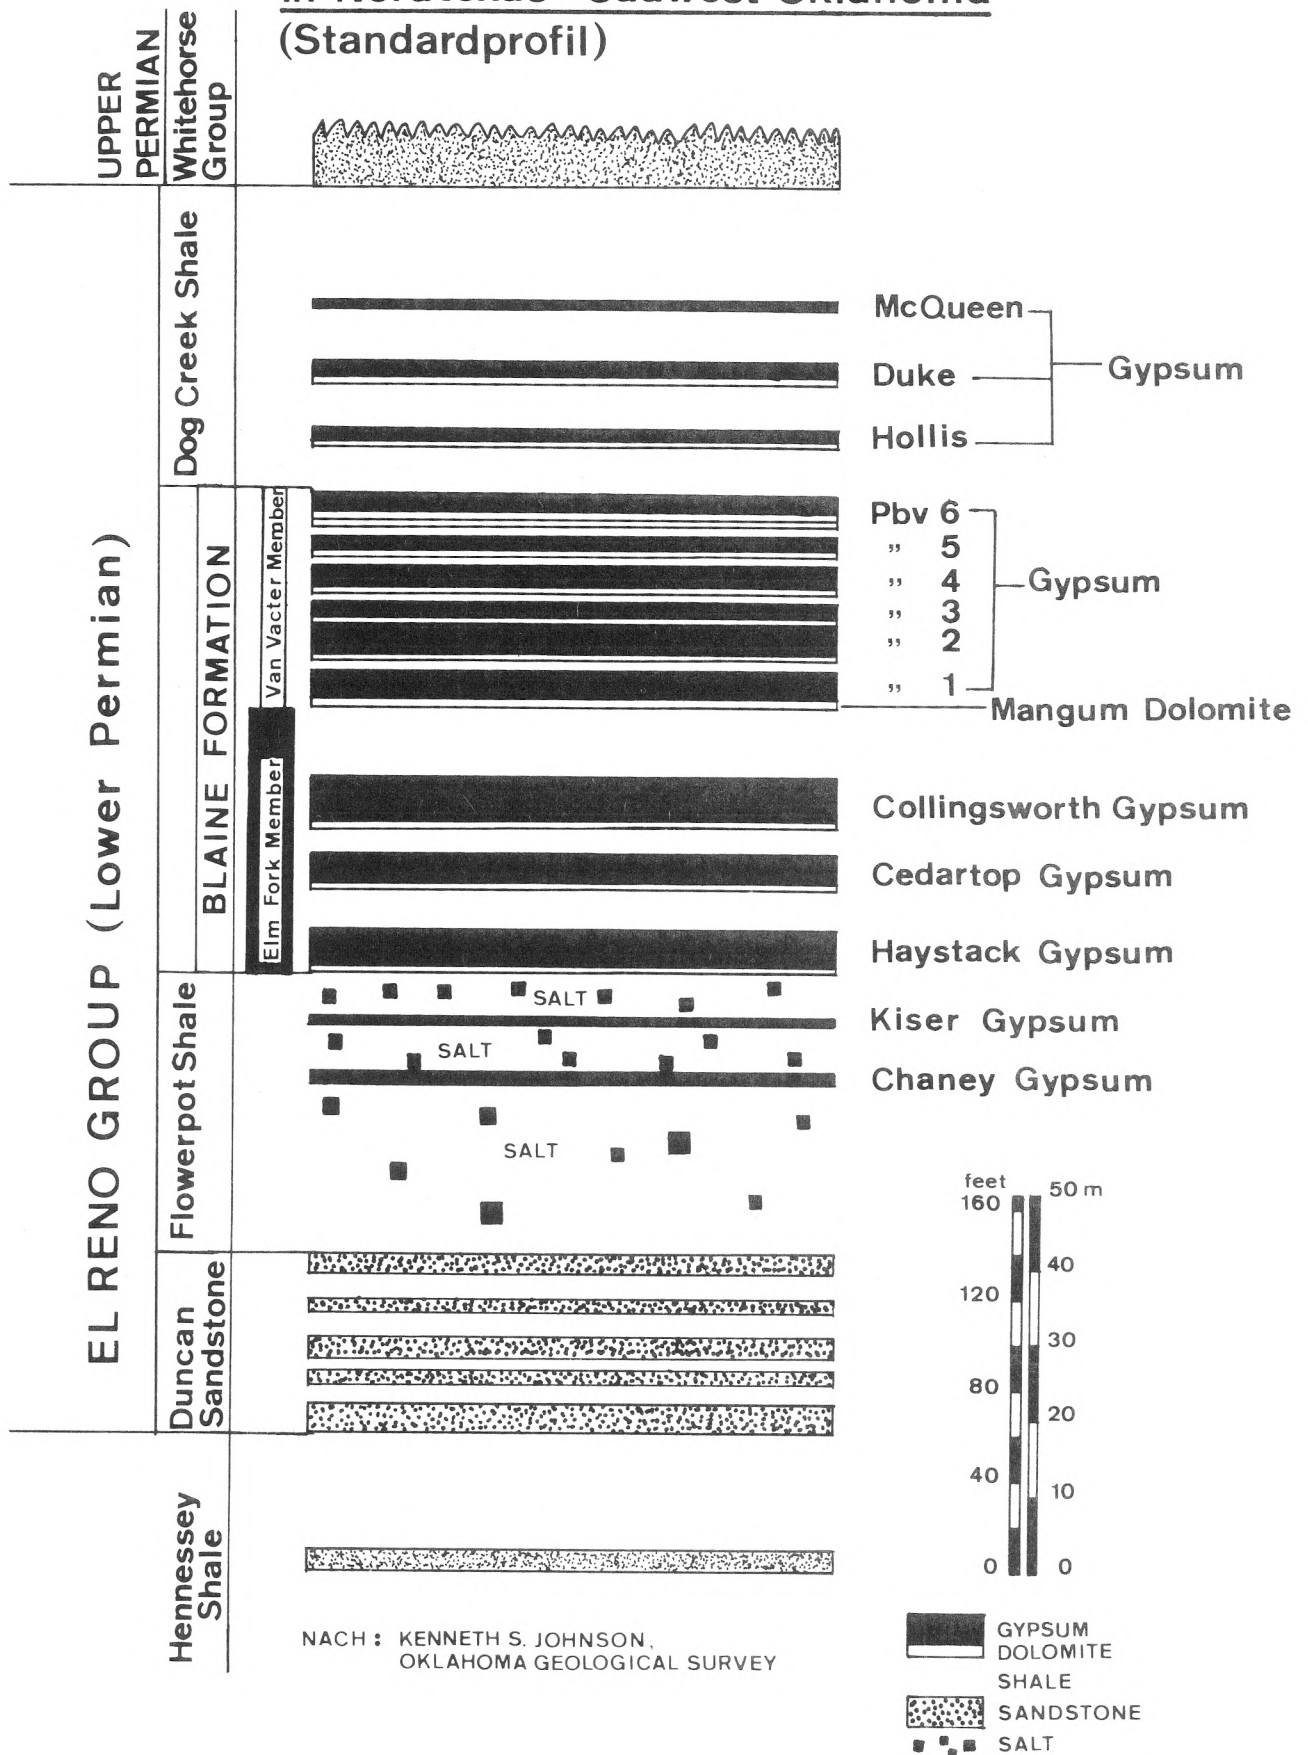 (Standardprofil)
UPPER
PERMIAN
Whitehorse
Group
Dog Creek Shale
McQueen
Duke
Hollis
Gypsum
EL RENO GROUP (Lower Permian)
BLAINE FORMATION
Van Vacter Member
Pbv 6
,, 5
,, 4
,, 3
,, 2
,, 1
Gypsum
Mangum Dolomite
Elm Fork Member
Collingsworth Gypsum
Cedartop Gypsum
Haystack Gypsum
Flowerpot Shale
SALT
Kiser Gypsum
SALT
Chaney Gypsum
SALT
Duncan
Sandstone
Hennessey
Shale
feet
160
120
80
40
0
50 m
40
30
20
10
0
NACH : KENNETH S. JOHNSON,
OKLAHOMA GEOLOGICAL SURVEY
GYPSUM
DOLOMITE
SHALE
SANDSTONE
SALT